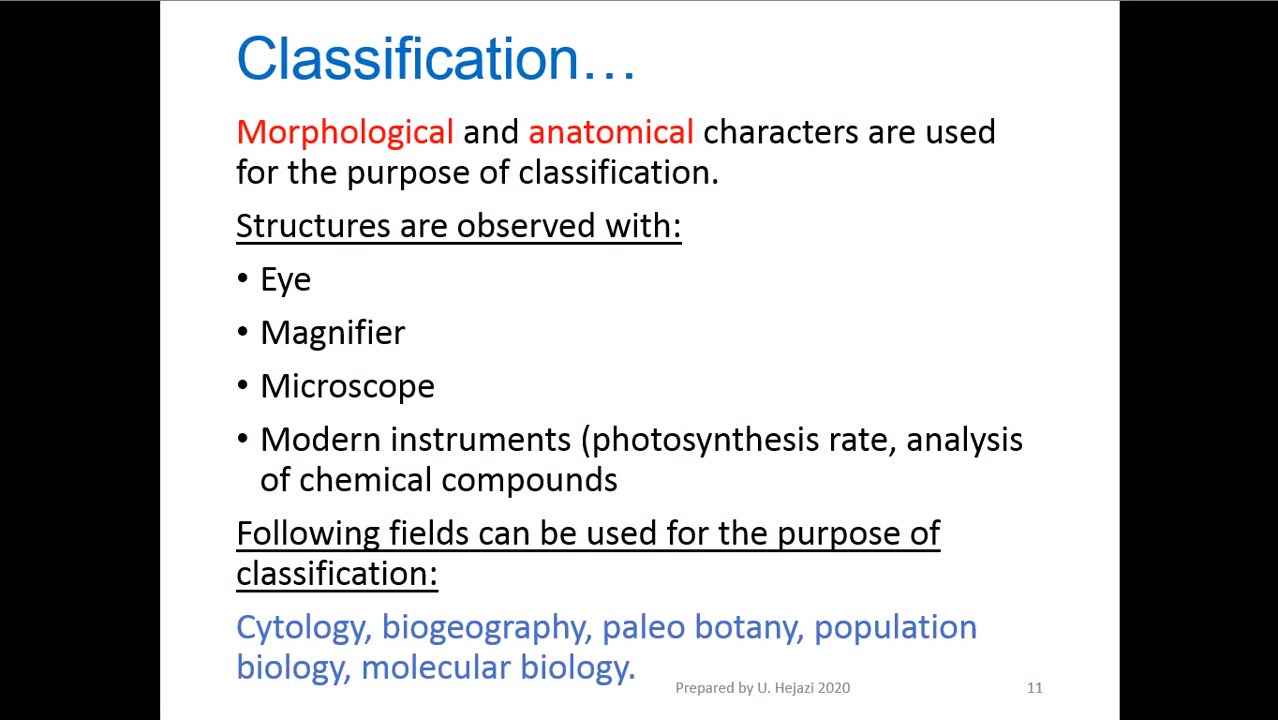 Classification…
Morphological and anatomical characters are used
for the purpose of classification.
Structures are observed with:
• Eye
• Magnifier
• Microscope
• Modern instruments (photosynthesis rate, analysis
of chemical compounds
Following fields can be used for the purpose of
classification:
Cytology, biogeography, paleo botany, population
biology, molecular biology.
Prepared by U. Hejazi 2020 11